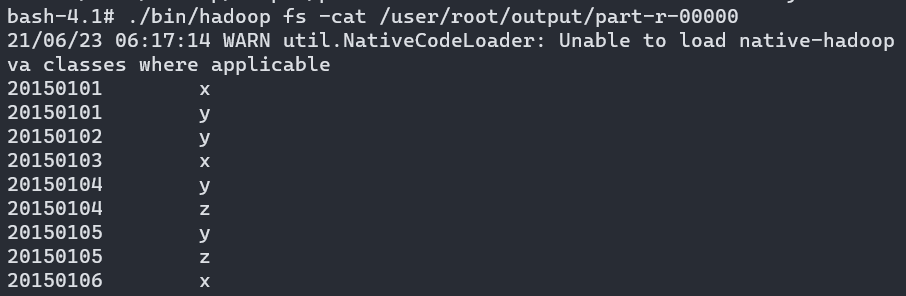 bash-4.1# ./bin/hadoop fs -cat /user/root/output/part-r-00000
21/06/23 06:17:14 WARN util.NativeCodeLoader: Unable to load native-hadoop
va classes where applicable
20150101 x
20150101 y
20150102 y
20150103 x
20150104 y
20150104 z
20150105 y
20150105 z
20150106 x